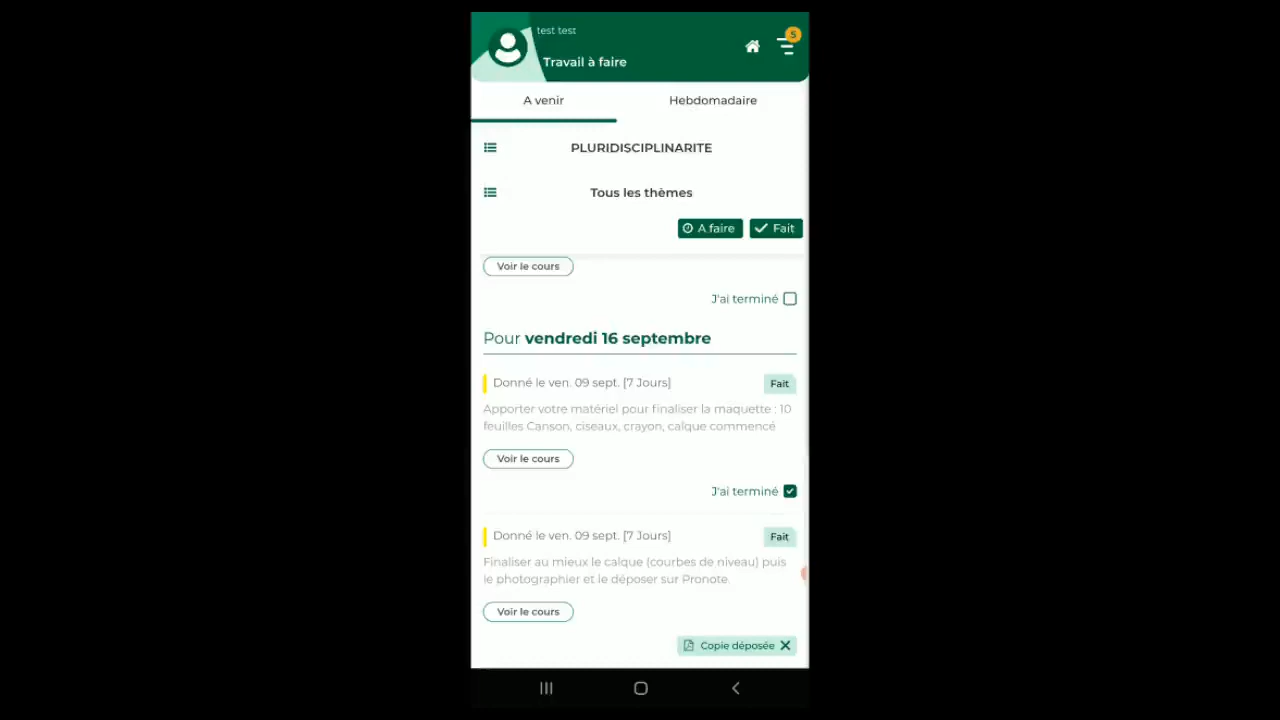 test test
5
Travail à faire
A venir
Hebdomadaire
PLURIDISCIPLINARITE
Tous les thèmes
A faire
Fait
Voir le cours
J'ai terminé
Pour vendredi 16 septembre
Donné le ven. 09 sept. [7 Jours]
Fait
Apporter votre matériel pour finaliser la maquette : 10
feuilles Canson, ciseaux, crayon, calque commencé
Voir le cours
J'ai terminé
Donné le ven. 09 sept. [7 Jours]
Fait
Finaliser au mieux le calque (courbes de niveau) puis
le photographier et le déposer sur Pronote.
Voir le cours
Copie déposée